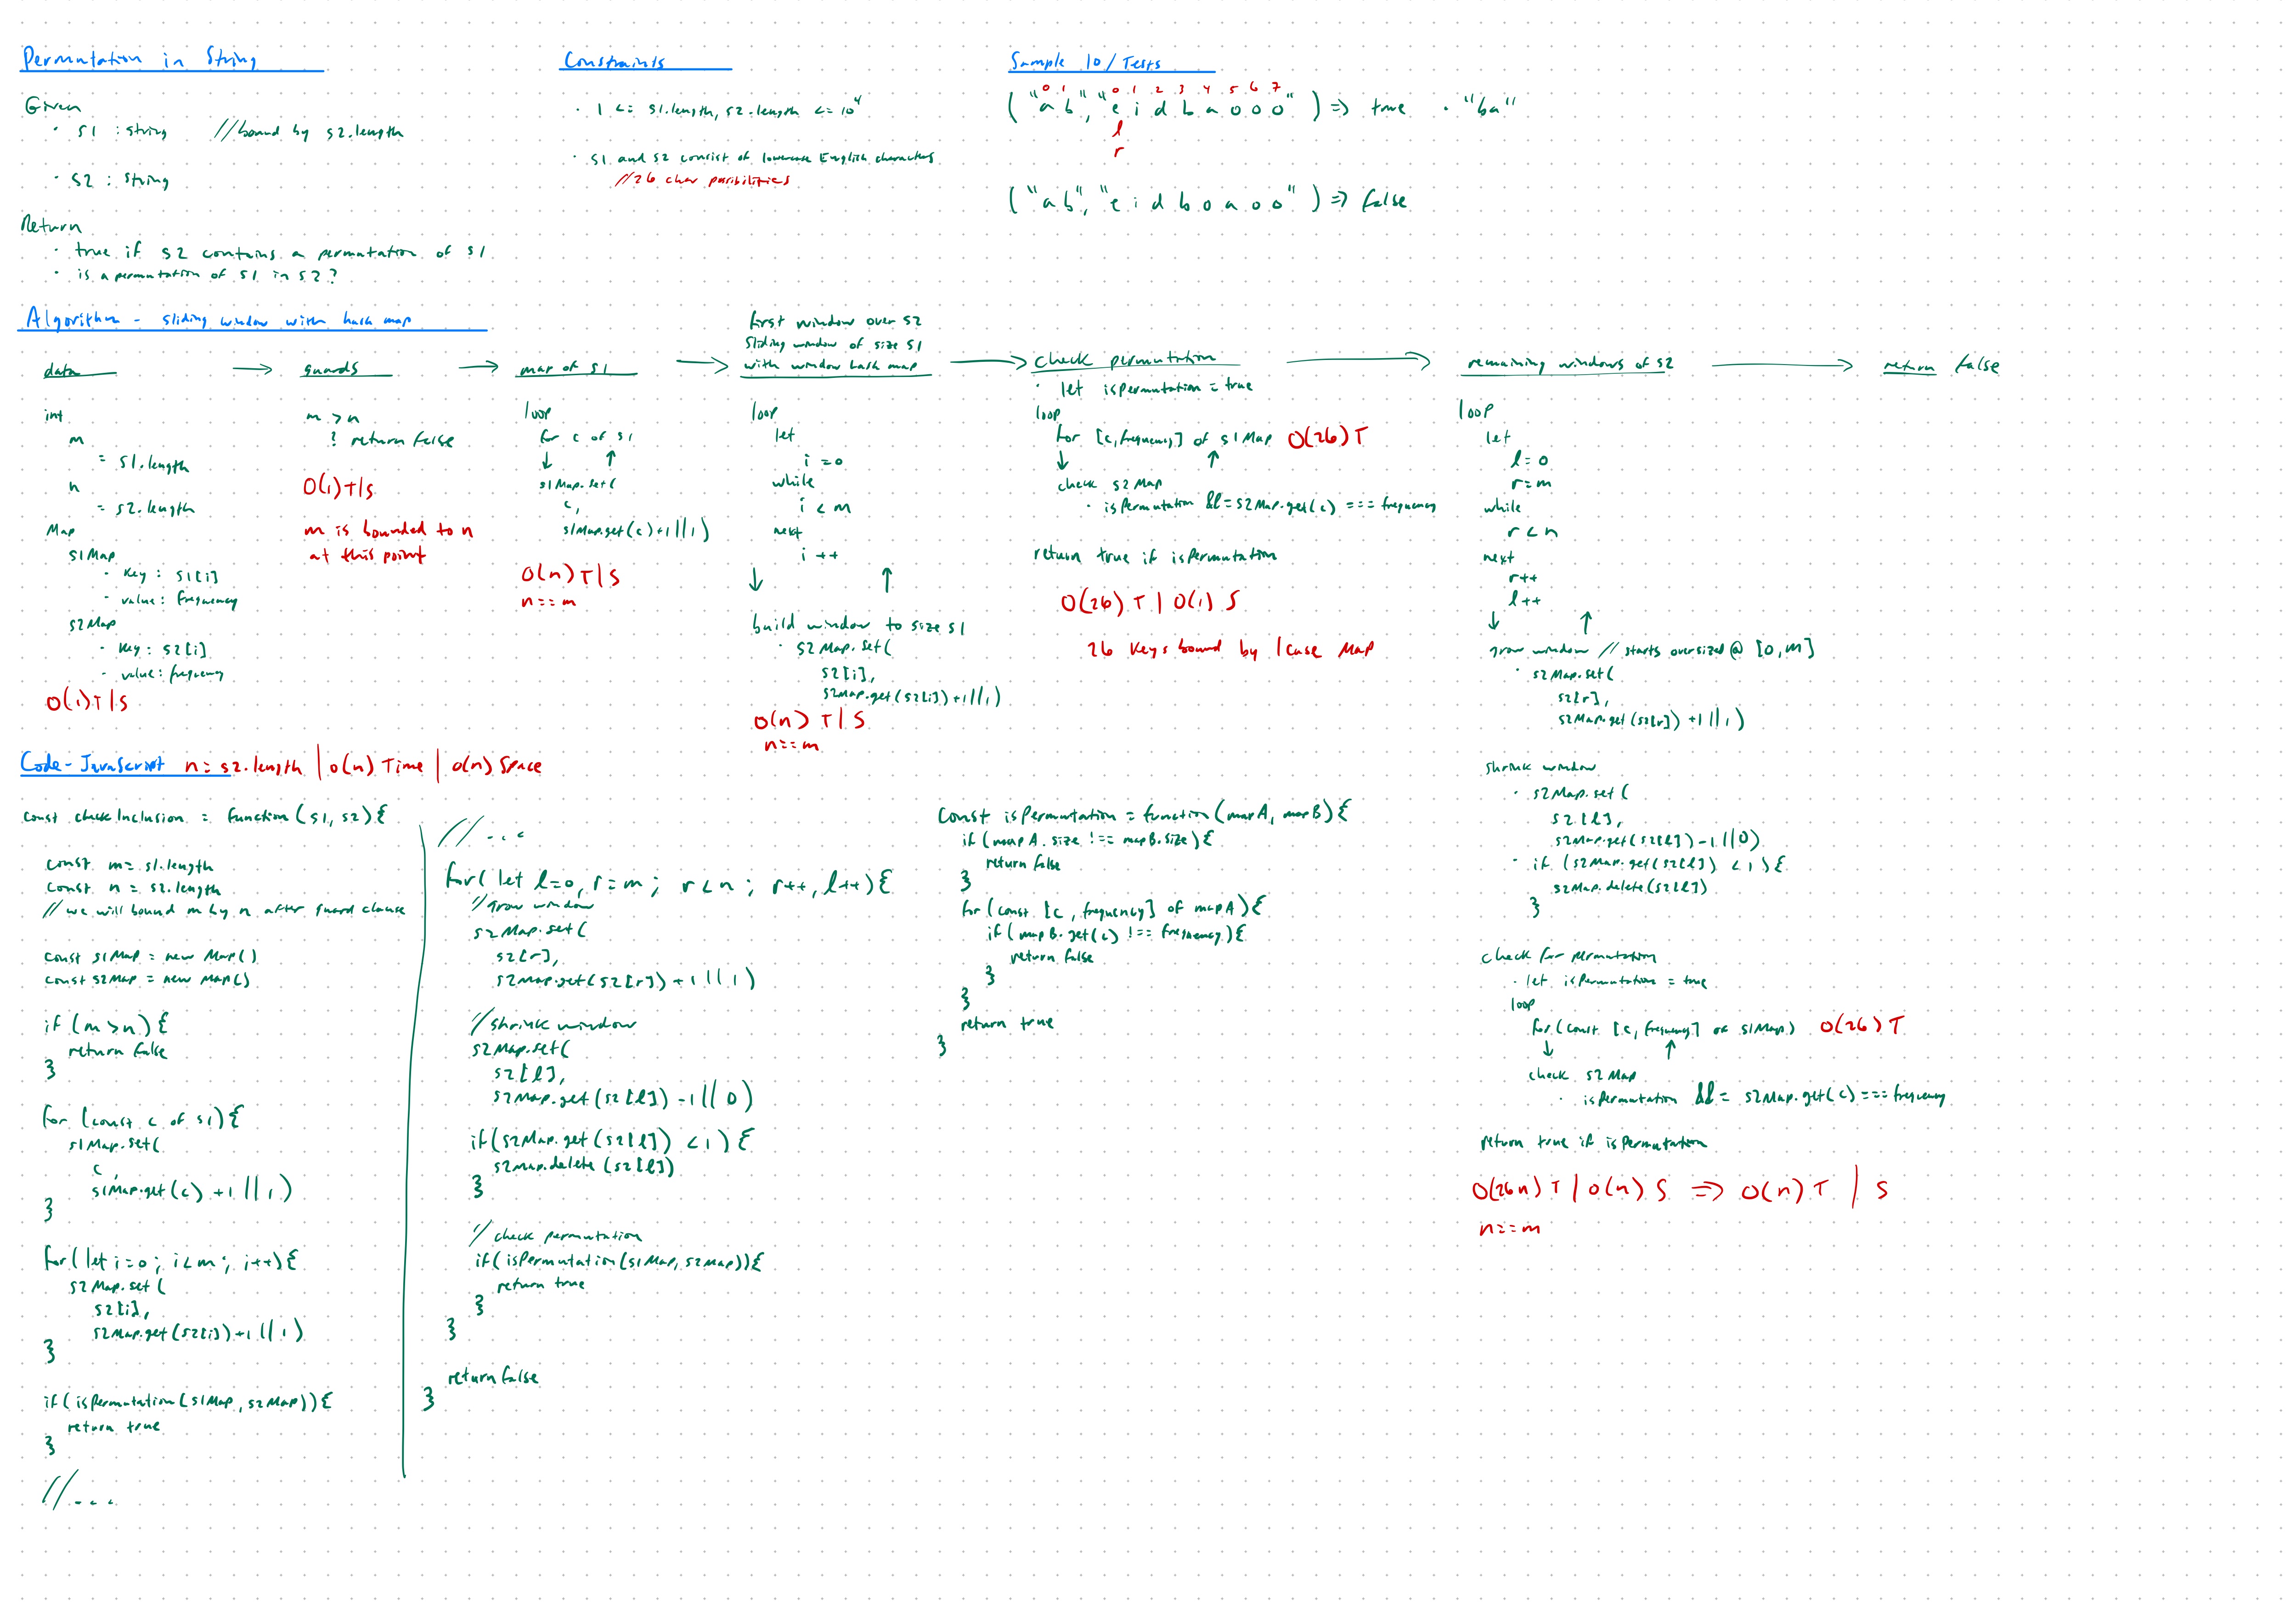 Permutation in String
Given
· s1 : string //bound by s2.length
· s2 : string
Return
· true if s2 contains a permutation of s1
· is a permutation of s1 in s2?
Constraints
· 1 <= s1.length, s2.length <= 10^4
· s1 and s2 consist of lowercase English characters
//26 char possibilities
Sample IO/Tests
0 1 0 1 2 3 4 5 6 7
("ab", "eidbaooo") => true · "ba"
l
r
("ab", "eidboaoo") => false
Algorithm - sliding window with hash map
data
int
m
= s1.length
n
= s2.length
Map
s1Map
· key : s1[i]
· value : frequency
s2Map
· key : s2[i]
· value : frequency
O(1) T|S
guards
m > n
? return false
O(1) T|S
m is bounded to n
at this point
map of s1
loop
for c of s1
↓ ↑
s1Map.set(
c,
s1Map.get(c)+1||1)
O(n) T|S
n==m
first window over s2
sliding window of size s1
with window hash map
loop
let
i=0
while
i<m
next
i++
↓ ↑
build window to size s1
· s2Map.set(
s2[i],
s2Map.get(s2[i])+1||1)
O(n) T|S
n==m
check permutation
· let isPermutation = true
loop
for [c,frequency] of s1Map O(26) T
↓ ↑
check s2Map
· isPermutation &&= s2Map.get(c) === frequency
return true if isPermutation
O(26) T | O(1) S
26 keys bound by lcase Map
remaining windows of s2
loop
let
l=0
r=m
while
r<n
next
r++
l++
↓ ↑
grow window // starts oversized @ [0,m]
· s2Map.set(
s2[r],
s2Map.get(s2[r])+1||1)
shrink window
· s2Map.set(
s2[l],
s2Map.get(s2[l])-1||0)
· if (s2Map.get(s2[l]) <1){
s2Map.delete(s2[l])
}
check for permutation
· let isPermutation = true
loop
for(const [c, frequency] of s1Map) O(26) T
↓ ↑
check s2Map
· isPermutation &&= s2Map.get(c) === frequency
return true if isPermutation
O(26n) T | O(n) S => O(n) T | S
n==m
return false
Code-JavaScript n = s2.length | O(n) Time | O(n) Space
const checkInclusion = function(s1, s2){
const m = s1.length
const n = s2.length
// we will bound m by n after guard clause
const s1Map = new Map()
const s2Map = new Map()
if (m>n){
return false
}
for (const c of s1){
s1Map.set(
c,
s1Map.get(c) +1||1)
}
for( let i=0; i<m; i++){
s2Map.set(
s2[i],
s2Map.get(s2[i])+1||1)
}
if (isPermutation(s1Map, s2Map)){
return true
}
//...
//...
for( let l=0, r=m; r<n; r++, l++){
//grow window
s2Map.set(
s2[r],
s2Map.get(s2[r]) +1||1)
//shrink window
s2Map.set(
s2[l],
s2Map.get(s2[l]) -1||0)
if(s2Map.get(s2[l]) <1){
s2Map.delete(s2[l])
}
// check permutation
if(isPermutation(s1Map, s2Map)){
return true
}
}
return false
}
const isPermutation = function(mapA, mapB){
if(mapA.size !== mapB.size){
return false
}
for(const [c, frequency] of mapA){
if(mapB.get(c) !== frequency){
return false
}
}
return true
}